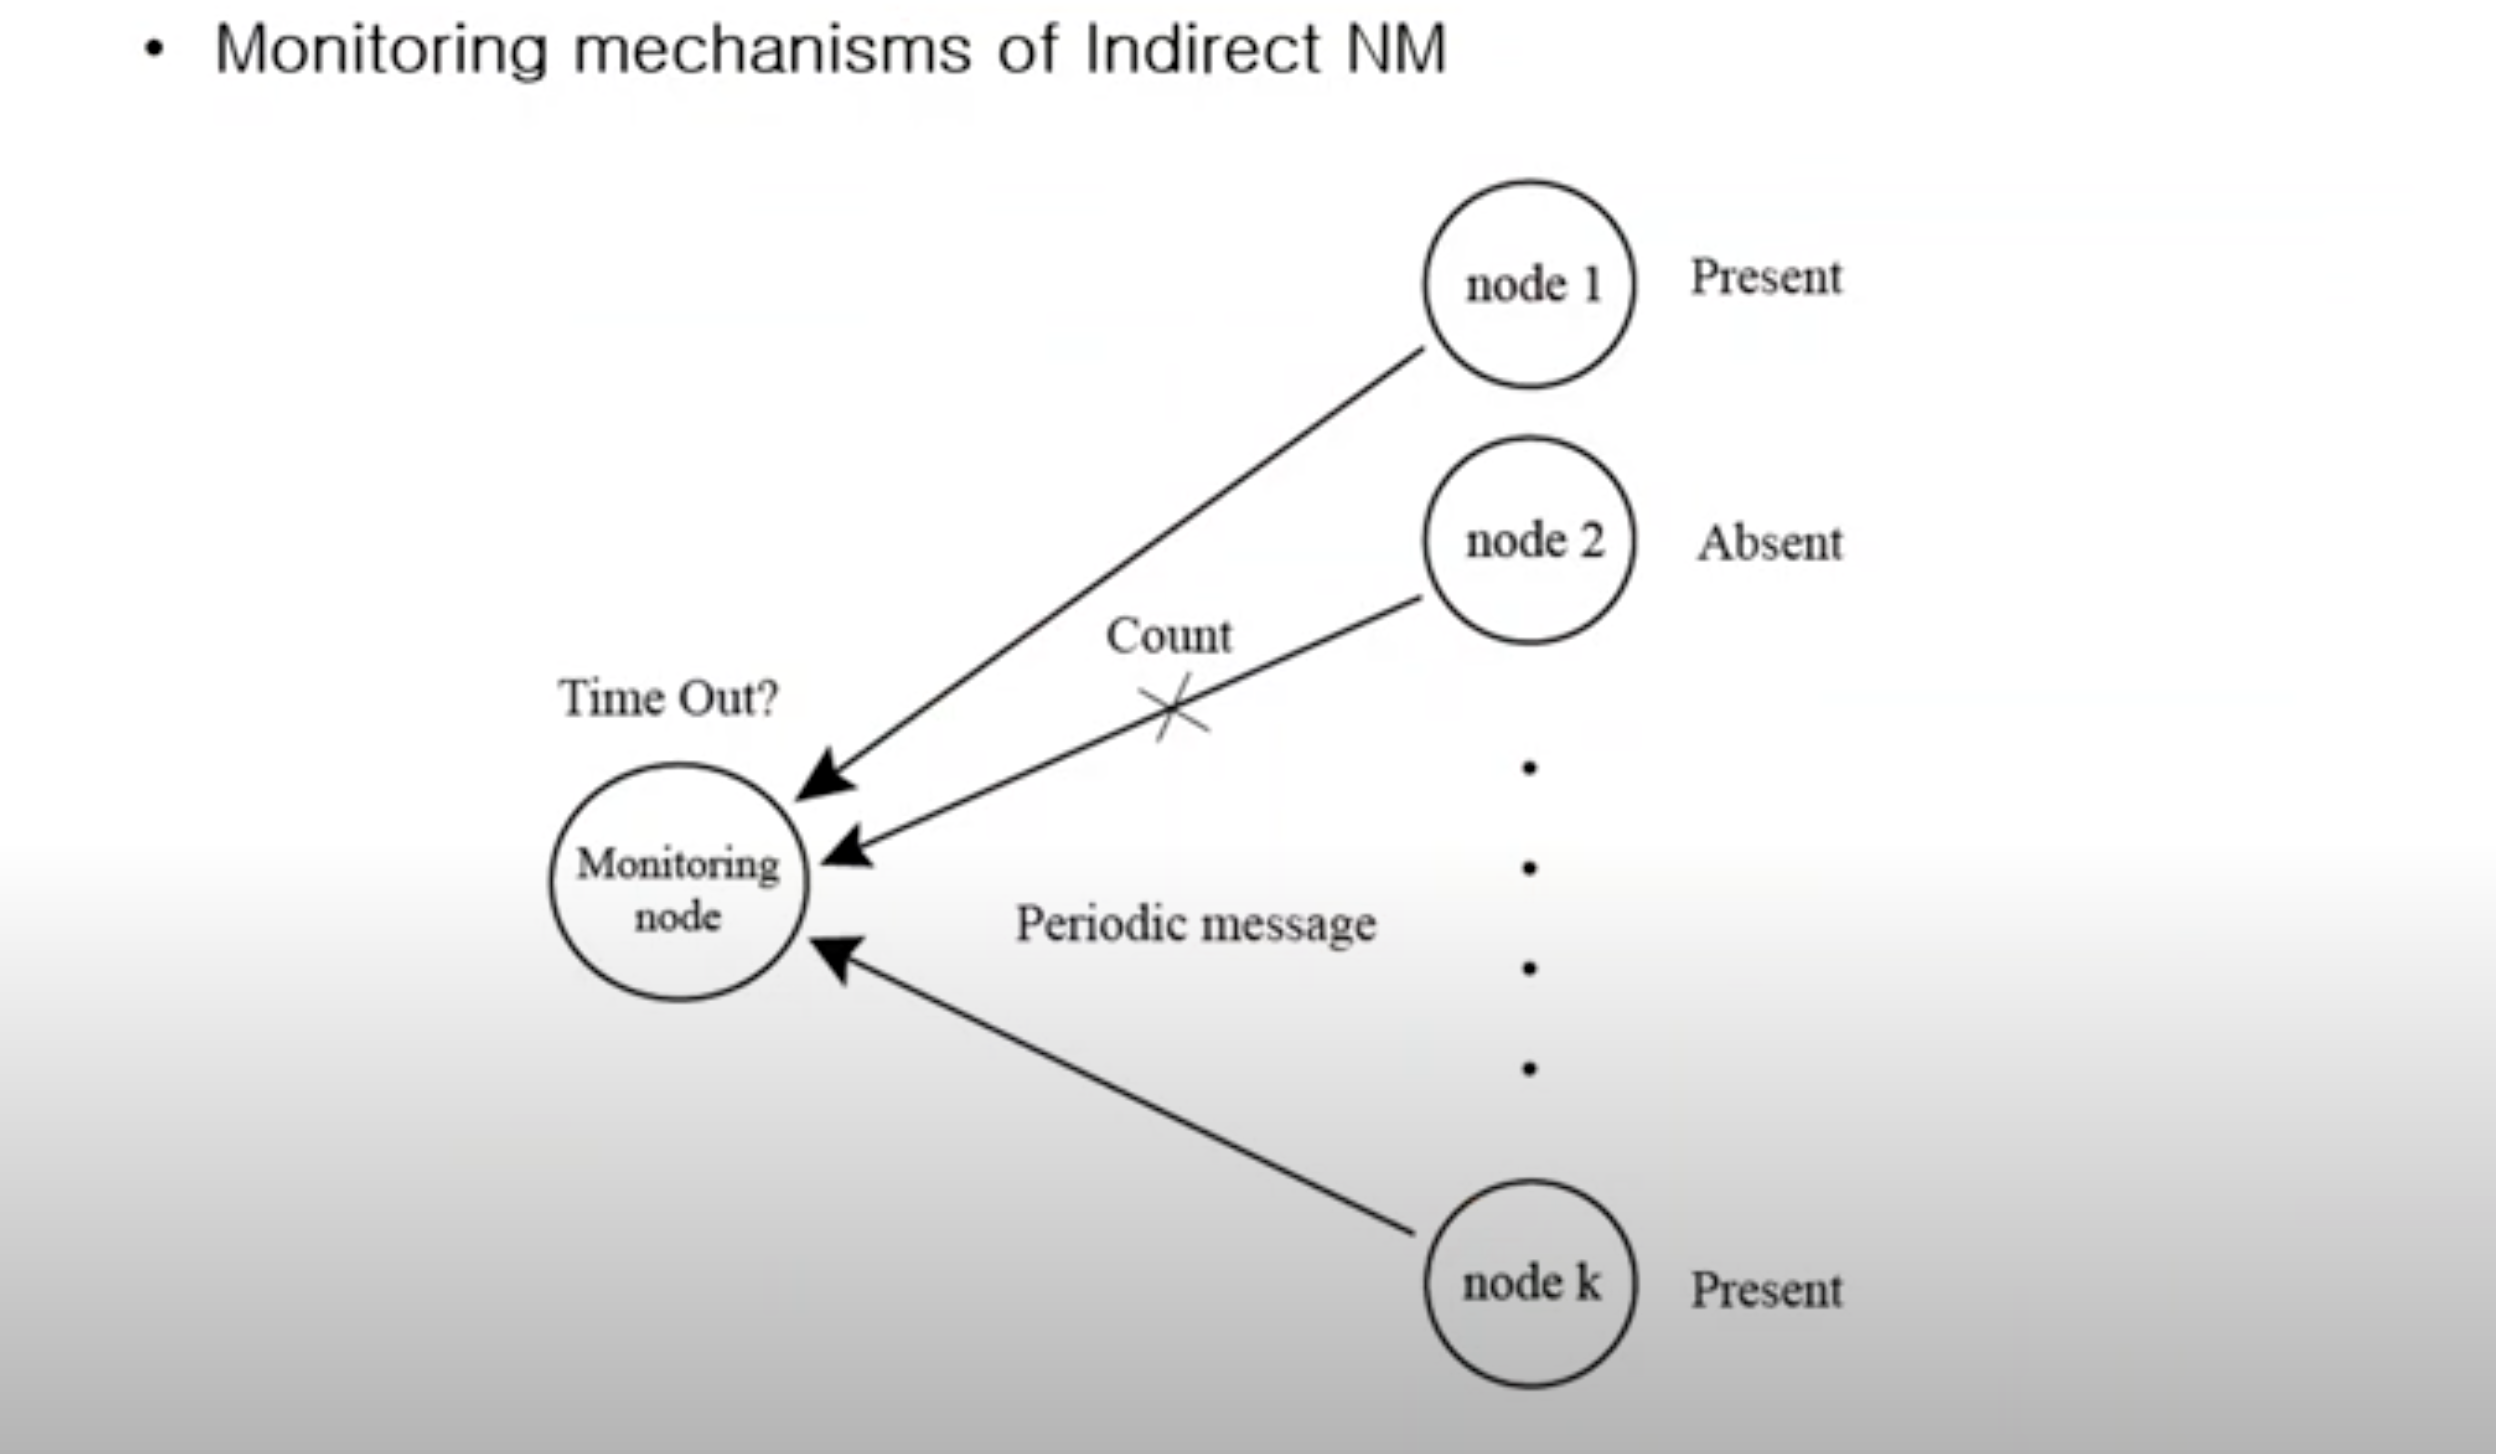 • Monitoring mechanisms of Indirect NM
node 1
Present
node 2
Absent
Count
Time Out?
Monitoring
node
Periodic message
node k
Present